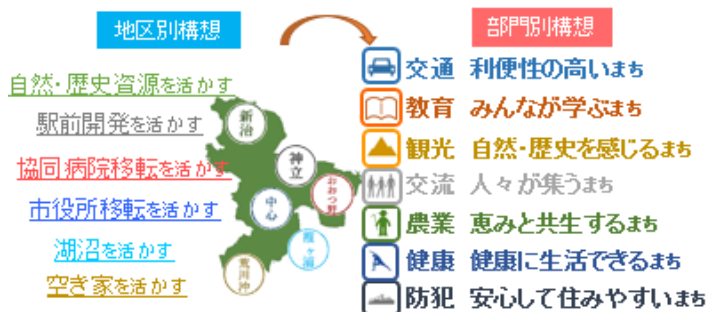 地区別構想
自然・歴史資源を活かす
駅前開発を活かす
協同病院移転を活かす
市役所移転を活かす
湖沼を活かす
空き家を活かす
新治
神立
おおつ野
中心
霞ヶ浦
荒川沖
部門別構想
交通 利便性の高いまち
教育 みんなが学ぶまち
観光 自然・歴史を感じるまち
交流 人々が集うまち
農業 恵みと共生するまち
健康 健康に生活できるまち
防犯 安心して住みやすいまち